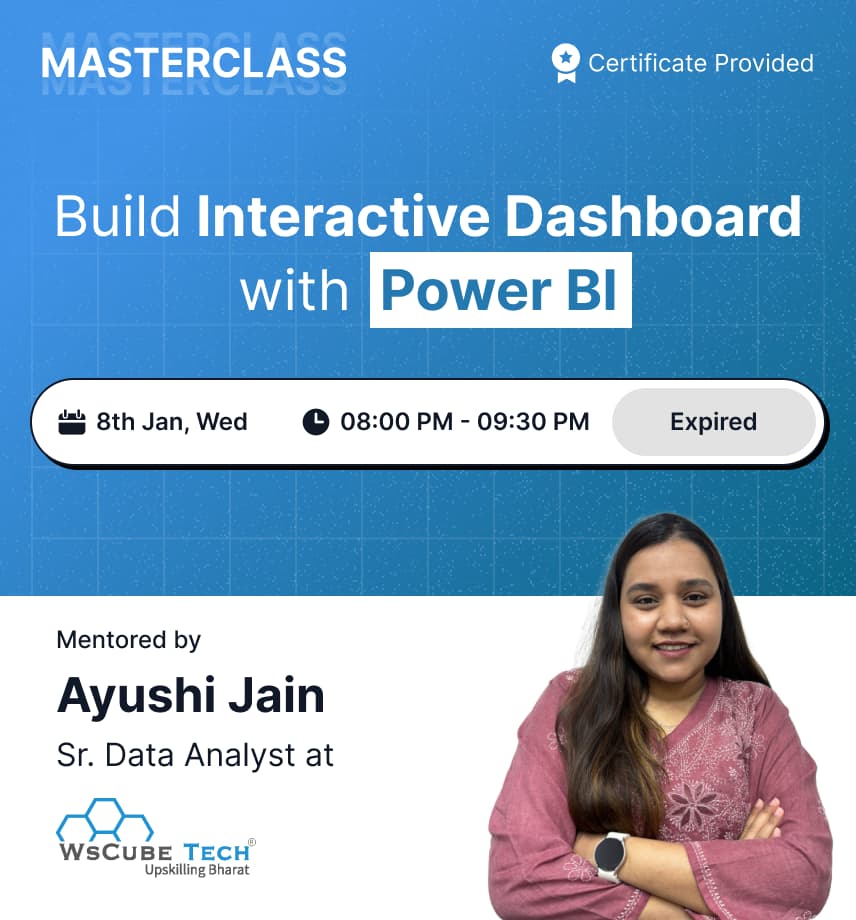 MASTERCLASS
Certificate Provided
Build Interactive Dashboard
with Power BI
8th Jan, Wed
08:00 PM - 09:30 PM
Expired
Mentored by
Ayushi Jain
Sr. Data Analyst at
WSCUBE TECH®
Upskilling Bharat